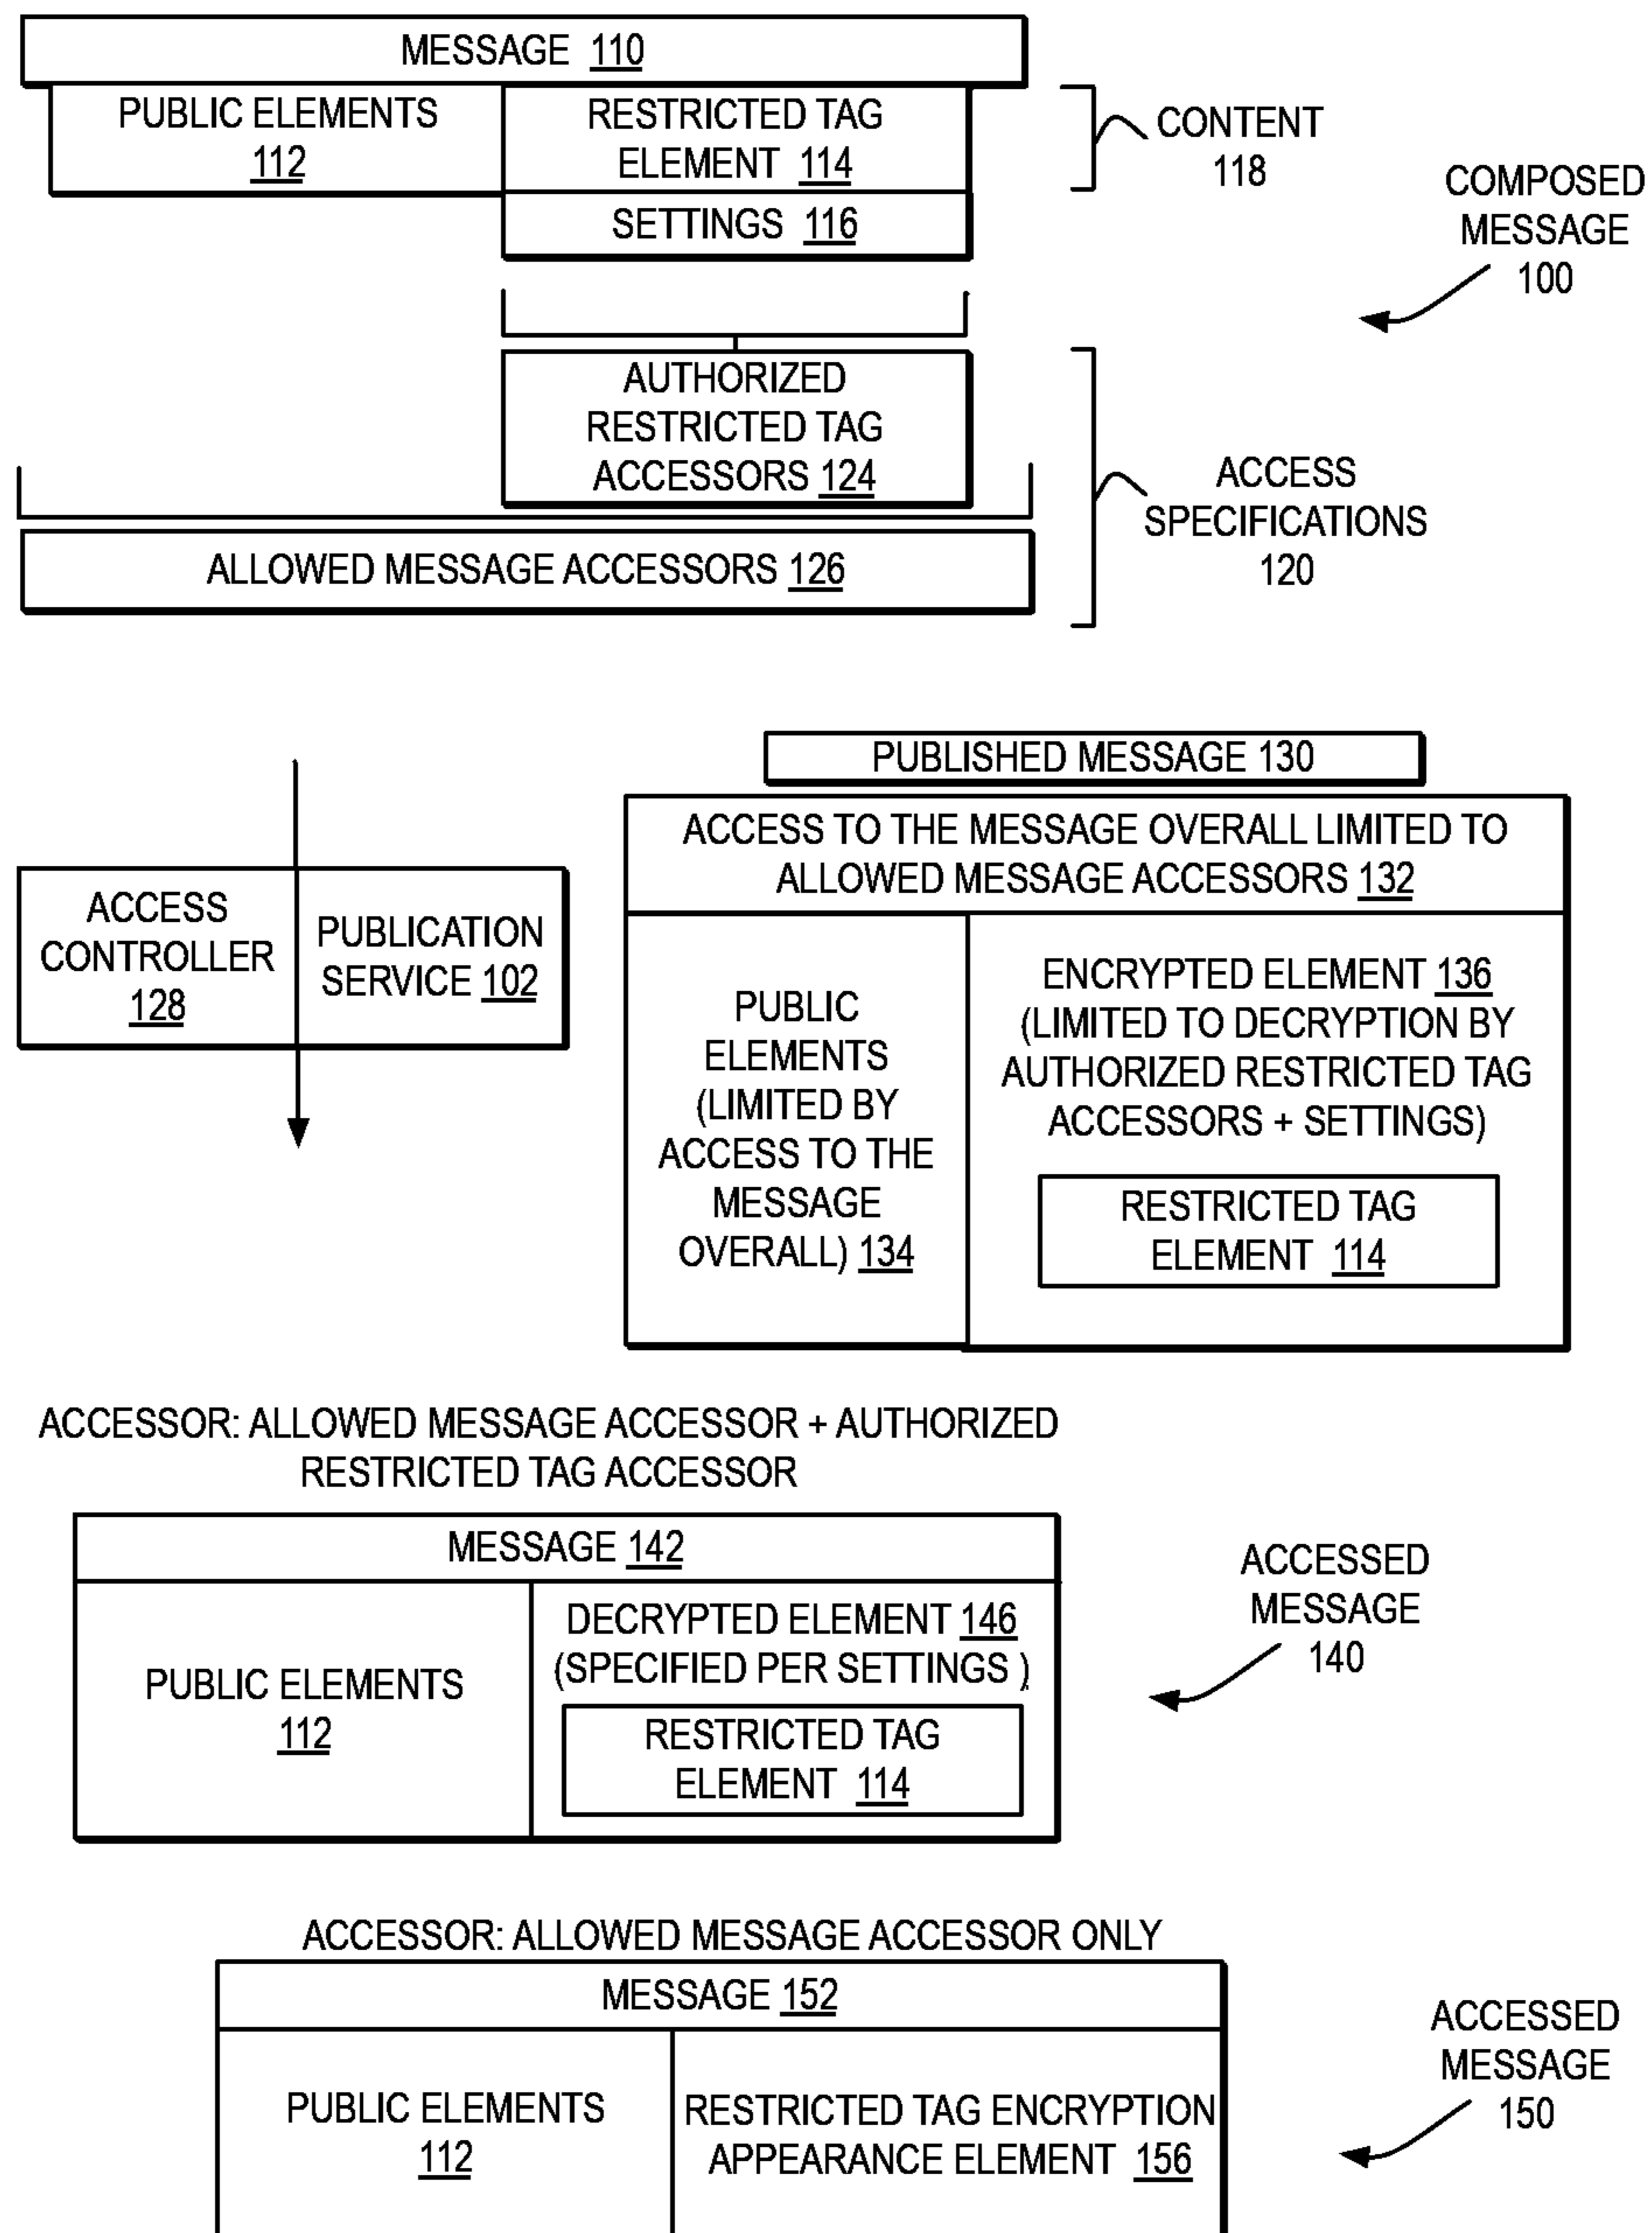 MESSAGE 110
PUBLIC ELEMENTS
112
RESTRICTED TAG
ELEMENT 114
SETTINGS 116
CONTENT
118
COMPOSED
MESSAGE
100
AUTHORIZED
RESTRICTED TAG
ACCESSORS 124
ALLOWED MESSAGE ACCESSORS 126
ACCESS
SPECIFICATIONS
120
ACCESS
CONTROLLER
128
PUBLICATION
SERVICE 102
PUBLISHED MESSAGE 130
ACCESS TO THE MESSAGE OVERALL LIMITED TO
ALLOWED MESSAGE ACCESSORS 132
PUBLIC
ELEMENTS
(LIMITED BY
ACCESS TO THE
MESSAGE
OVERALL) 134
ENCRYPTED ELEMENT 136
(LIMITED TO DECRYPTION BY
AUTHORIZED RESTRICTED TAG
ACCESSORS + SETTINGS)
RESTRICTED TAG
ELEMENT 114
ACCESSOR: ALLOWED MESSAGE ACCESSOR + AUTHORIZED
RESTRICTED TAG ACCESSOR
MESSAGE 142
PUBLIC ELEMENTS
112
DECRYPTED ELEMENT 146
(SPECIFIED PER SETTINGS )
RESTRICTED TAG
ELEMENT 114
ACCESSED
MESSAGE
140
ACCESSOR: ALLOWED MESSAGE ACCESSOR ONLY
MESSAGE 152
PUBLIC ELEMENTS
112
RESTRICTED TAG ENCRYPTION
APPEARANCE ELEMENT 156
ACCESSED
MESSAGE
150